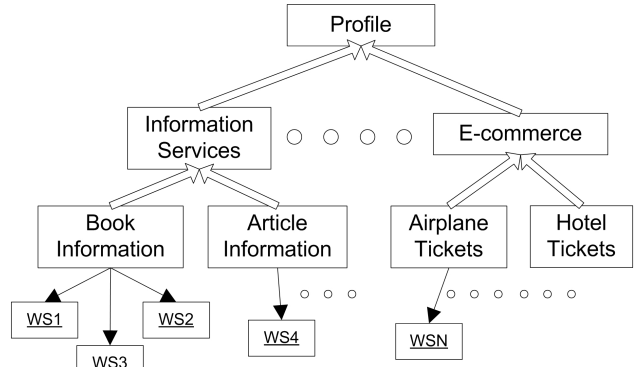 Profile
Information
Services
E-commerce
Book
Information
Article
Information
Airplane
Tickets
Hotel
Tickets
WS1
WS2
WS3
WS4
WSN